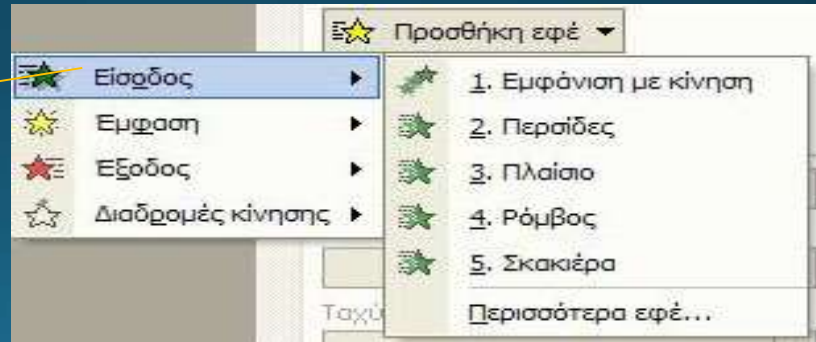 Προσθήκη εφέ
Είσοδος
Έμφαση
Έξοδος
Διαδρομές κίνησης
1. Εμφάνιση με κίνηση
2. Περσίδες
3. Πλαίσιο
4. Ρόμβος
5. Σκακιέρα
Περισσότερα εφέ...